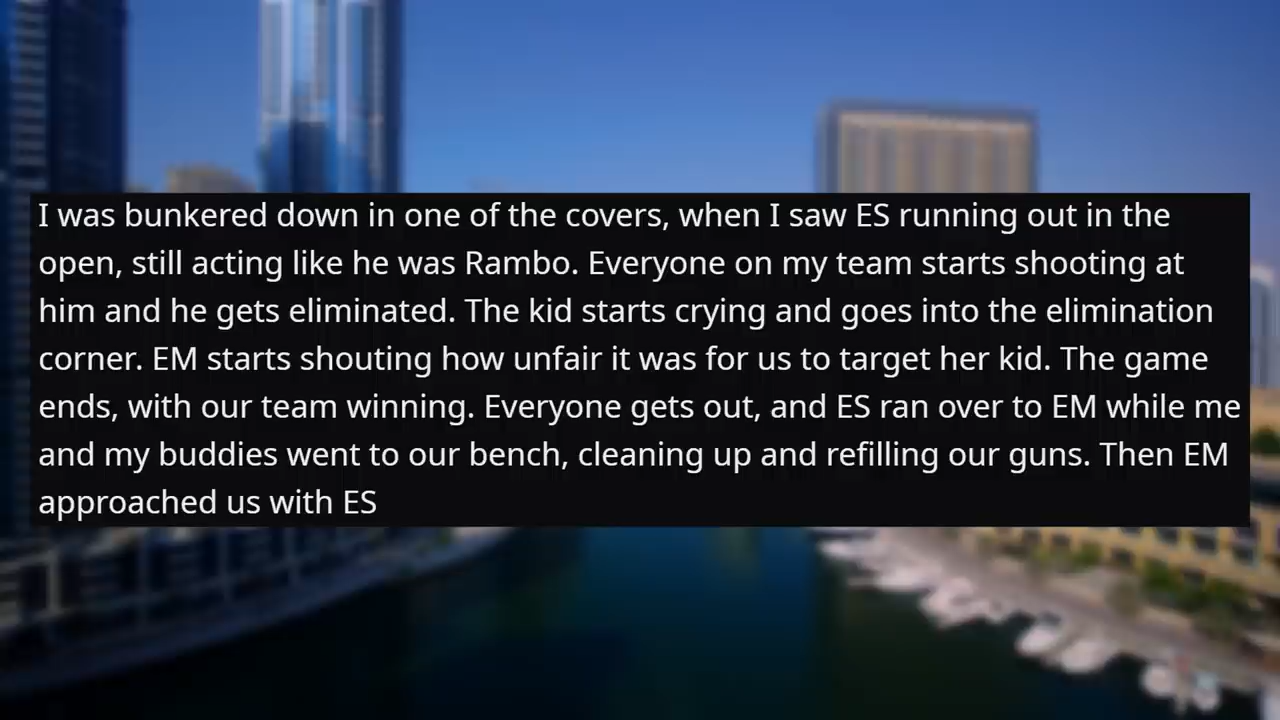 I was bunkered down in one of the covers, when I saw ES running out in the
open, still acting like he was Rambo. Everyone on my team starts shooting at
him and he gets eliminated. The kid starts crying and goes into the elimination
corner. EM starts shouting how unfair it was for us to target her kid. The game
ends, with our team winning. Everyone gets out, and ES ran over to EM while me
and my buddies went to our bench, cleaning up and refilling our guns. Then EM
approached us with ES